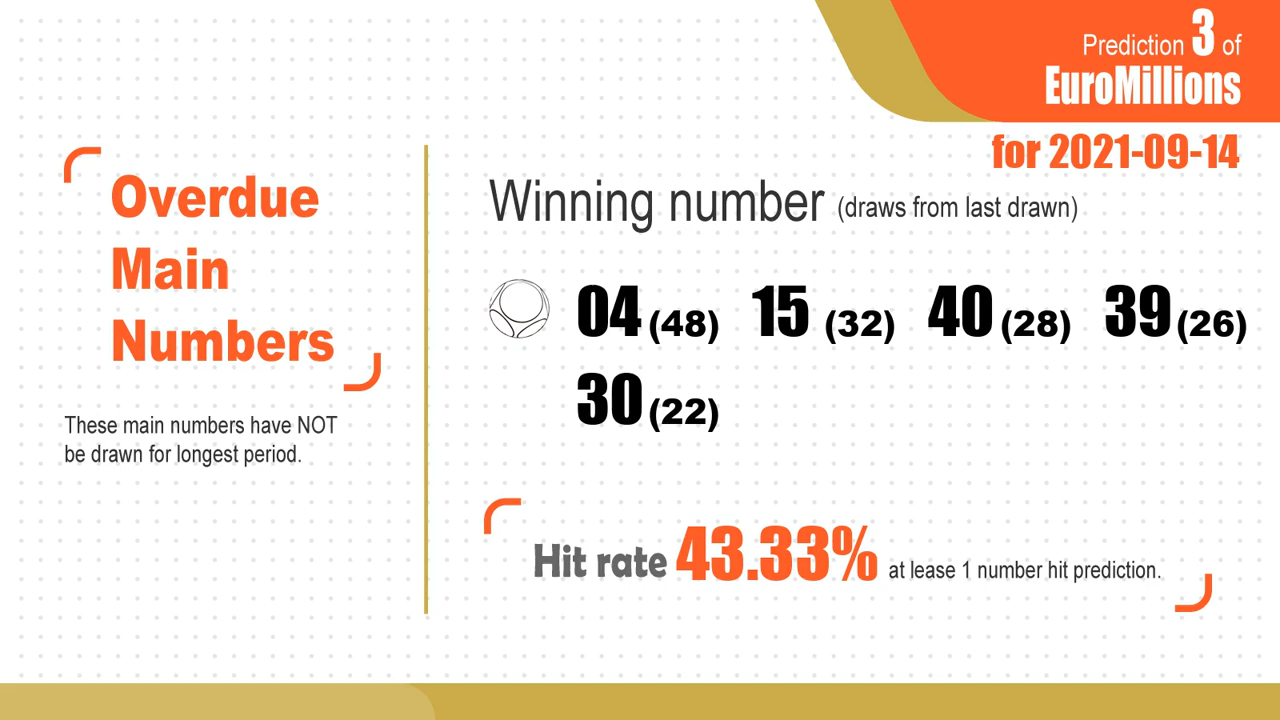 Prediction 3 of
EuroMillions
for 2021-09-14
Overdue
Main
Numbers
These main numbers have NOT
be drawn for longest period.
Winning number (draws from last drawn)
04 (48) 15 (32) 40 (28) 39 (26)
30 (22)
Hit rate 43.33% at lease 1 number hit prediction.